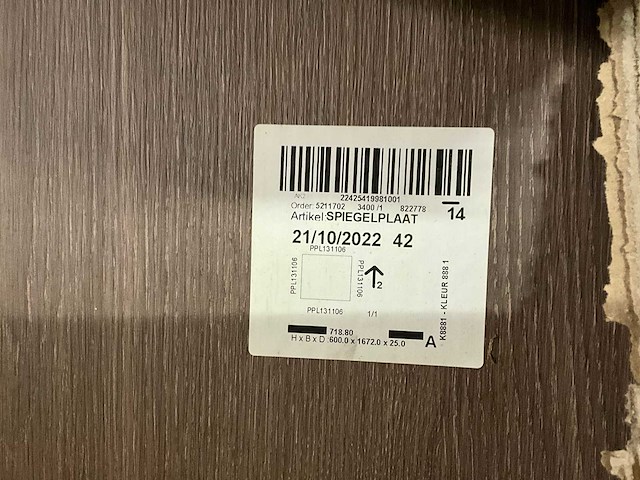 NO
22425419981001
Order: 5211702 3400 /1 822778
Artikel: SPIEGELPLAAT
14
21/10/2022 42
PPL131106
PPL131106
PPL131106
2
PPL131106
1/1
K8881 - KLEUR 888 1
718.80
H x B x D :600.0 x 1672.0 x 25.0
A